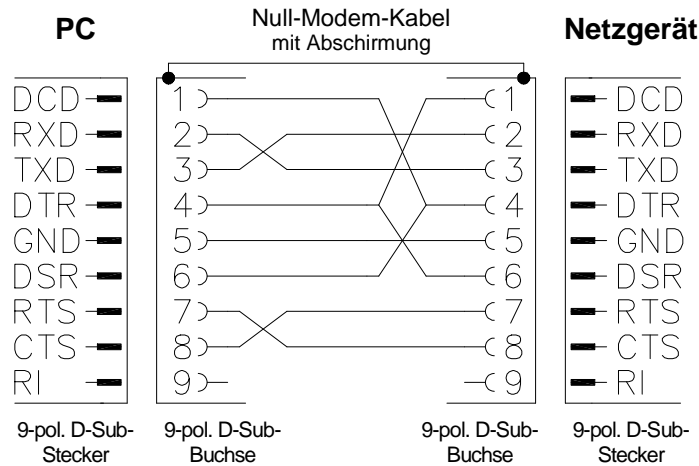 PC
Null-Modem-Kabel
mit Abschirmung
Netzgerät
DCD 1 1 DCD
RXD 2 2 RXD
TXD 3 3 TXD
DTR 4 4 DTR
GND 5 5 GND
DSR 6 6 DSR
RTS 7 7 RTS
CTS 8 8 CTS
RI 9 9 RI
9-pol. D-Sub-
Stecker
9-pol. D-Sub-
Buchse
9-pol. D-Sub-
Buchse
9-pol. D-Sub-
Stecker